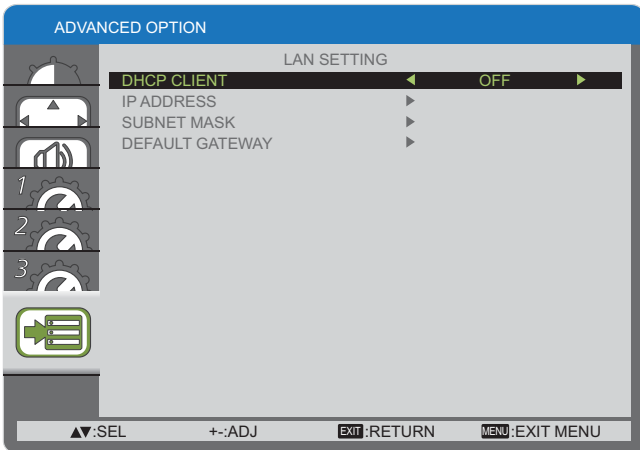 ADVANCED OPTION
LAN SETTING
DHCP CLIENT OFF
IP ADDRESS
SUBNET MASK
DEFAULT GATEWAY
1
2
3
▲▼:SEL +-:ADJ EXIT:RETURN MENU:EXIT MENU